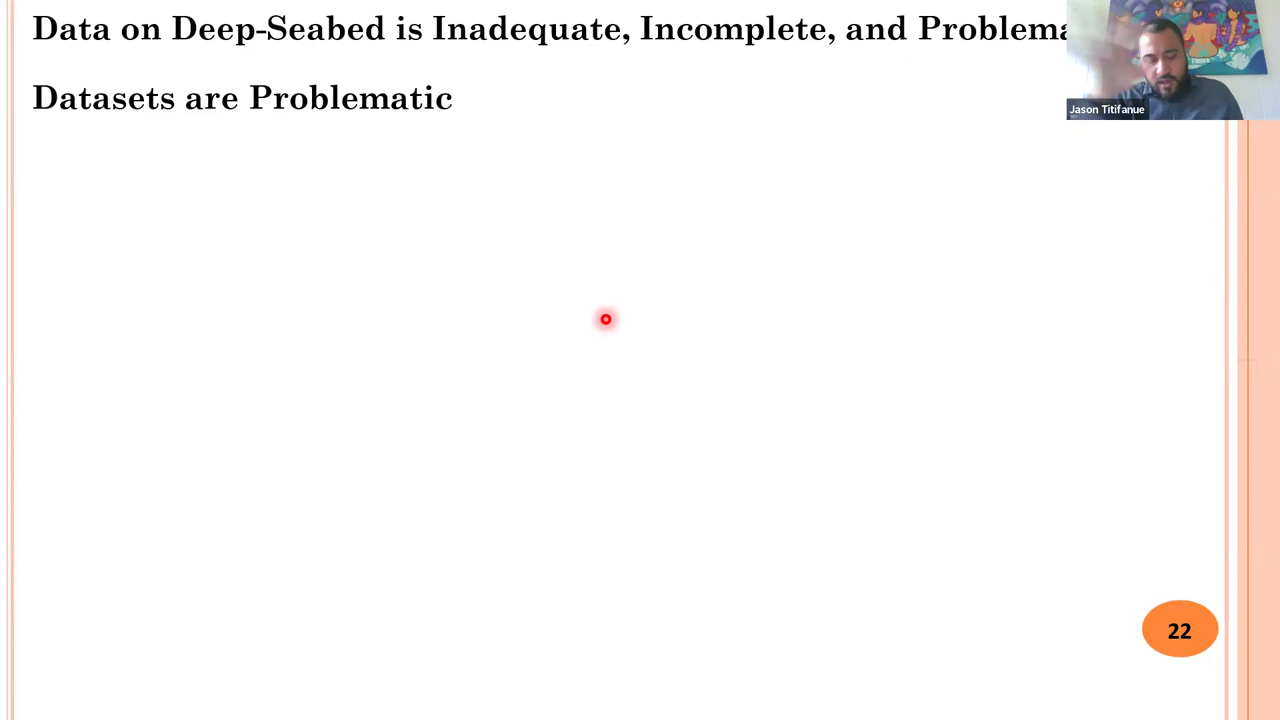 Data on Deep-Seabed is Inadequate, Incomplete, and Problema
Datasets are Problematic
Jason Titifanue
22